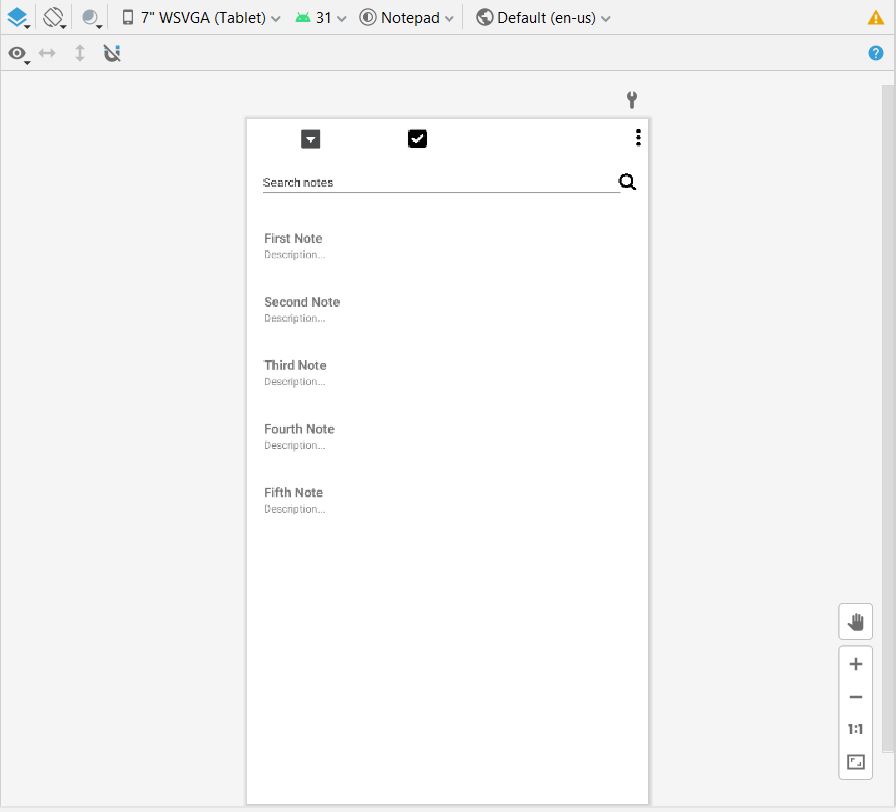 7" WSVGA (Tablet) 31 Notepad Default (en-us)
Search notes
First Note
Description...
Second Note
Description...
Third Note
Description...
Fourth Note
Description...
Fifth Note
Description...
1:1